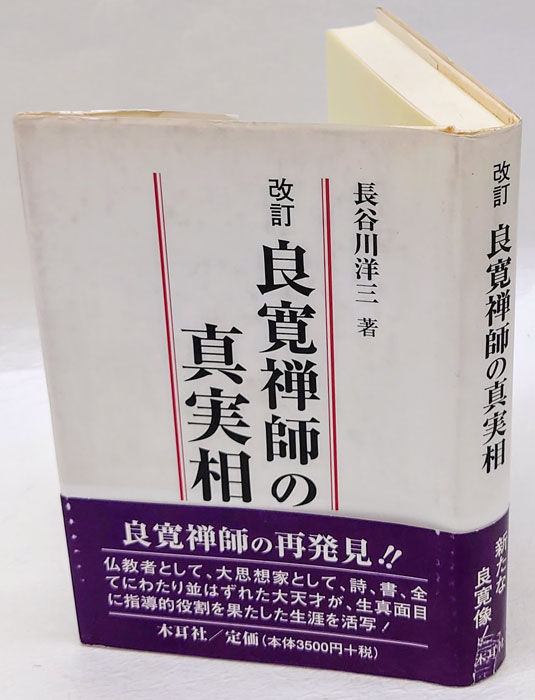 長谷川洋三 著
改訂
良寛禅師の
真実相
良寛禅師の再発見!!
仏教者として、大思想家として、詩、書、全
てにわたり並はずれた大天才が、生真面目
に指導的役割を果たした生涯を活写!
木耳社/定価(本体3500円+税)
改訂 良寛禅師の真実相
新たな
良寛像!
木耳社